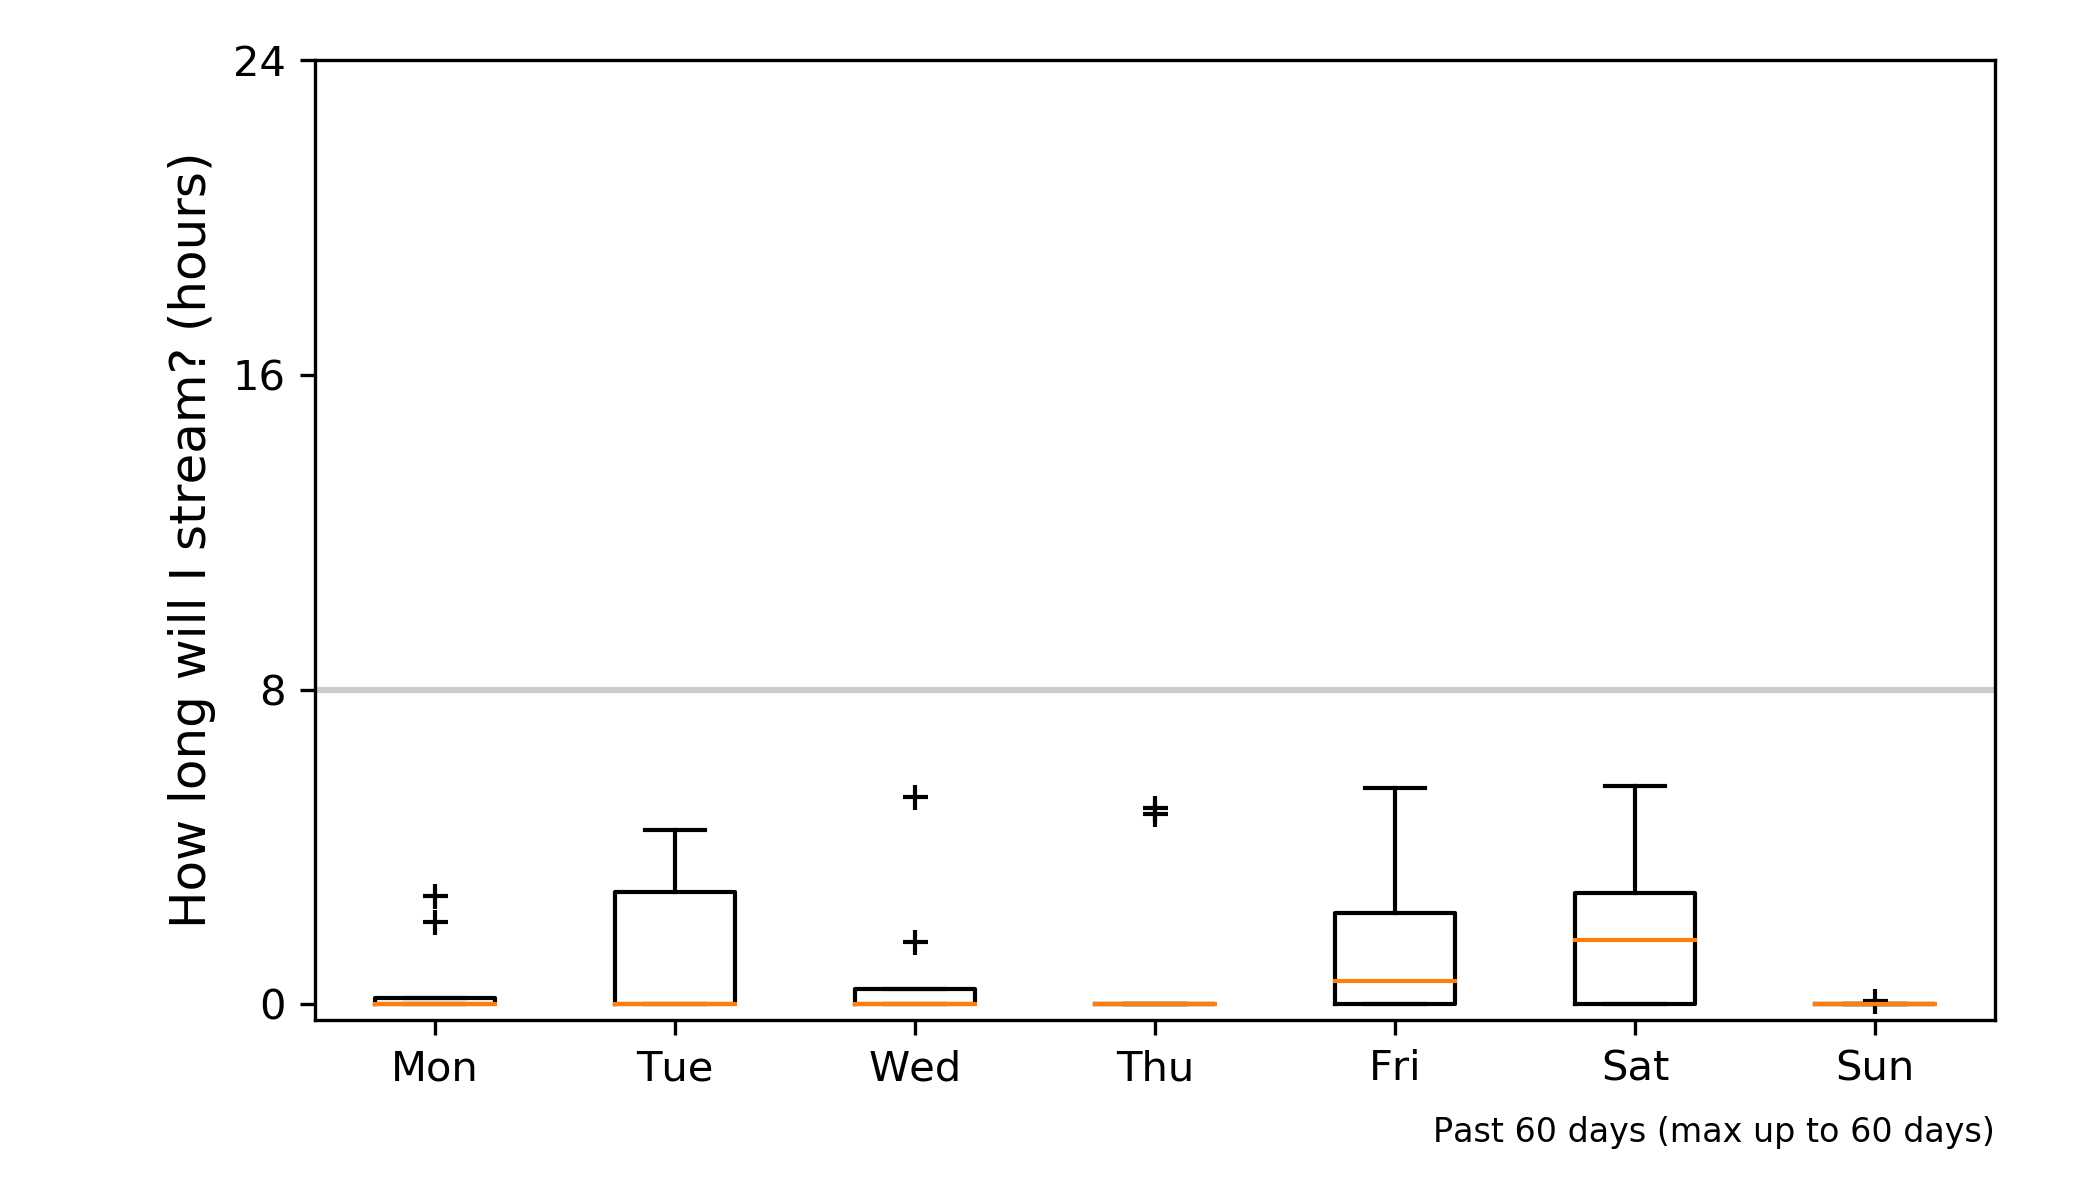 How long will I stream? (hours)
24
16
8
0
Mon Tue Wed Thu Fri Sat Sun
Past 60 days (max up to 60 days)